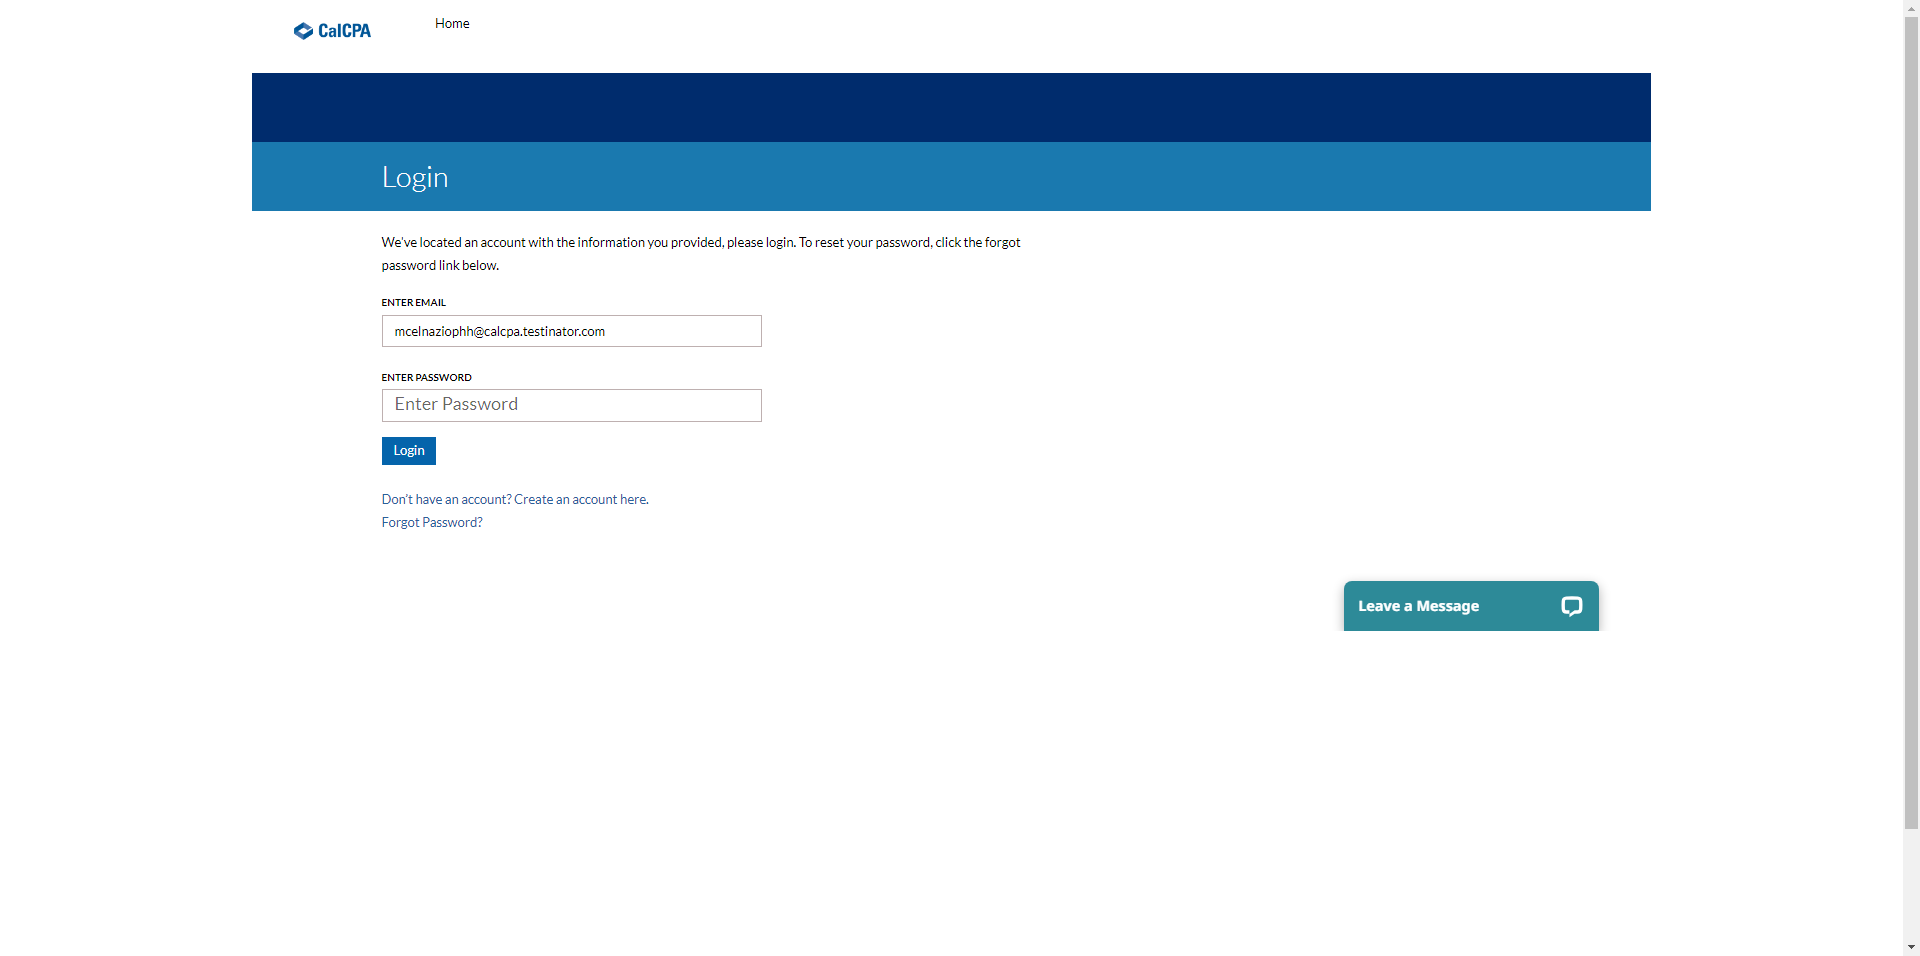 CalCPA
Home
Login
We've located an account with the information you provided, please login. To reset your password, click the forgot
password link below.
ENTER EMAIL
mcelnaziophh@calcpa.testinator.com
ENTER PASSWORD
Enter Password
Login
Don't have an account? Create an account here.
Forgot Password?
Leave a Message